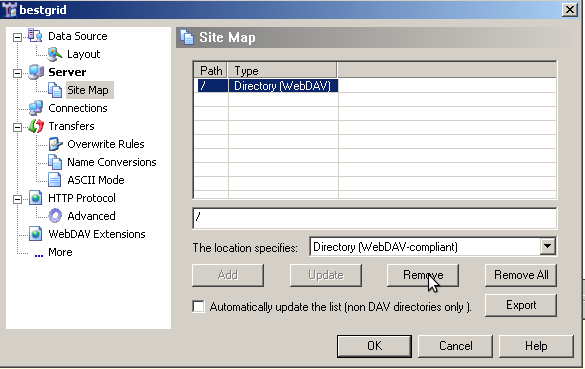 bestgrid
Data Source
Layout
Server
Site Map
Connections
Transfers
Overwrite Rules
Name Conversions
ASCII Mode
HTTP Protocol
Advanced
WebDAV Extensions
... More
Site Map
Path Type
/ Directory (WebDAV)
/
The location specifies: Directory (WebDAV-compliant)
Add Update Remove Remove All
Automatically update the list (non DAV directories only ). Export
OK Cancel Help